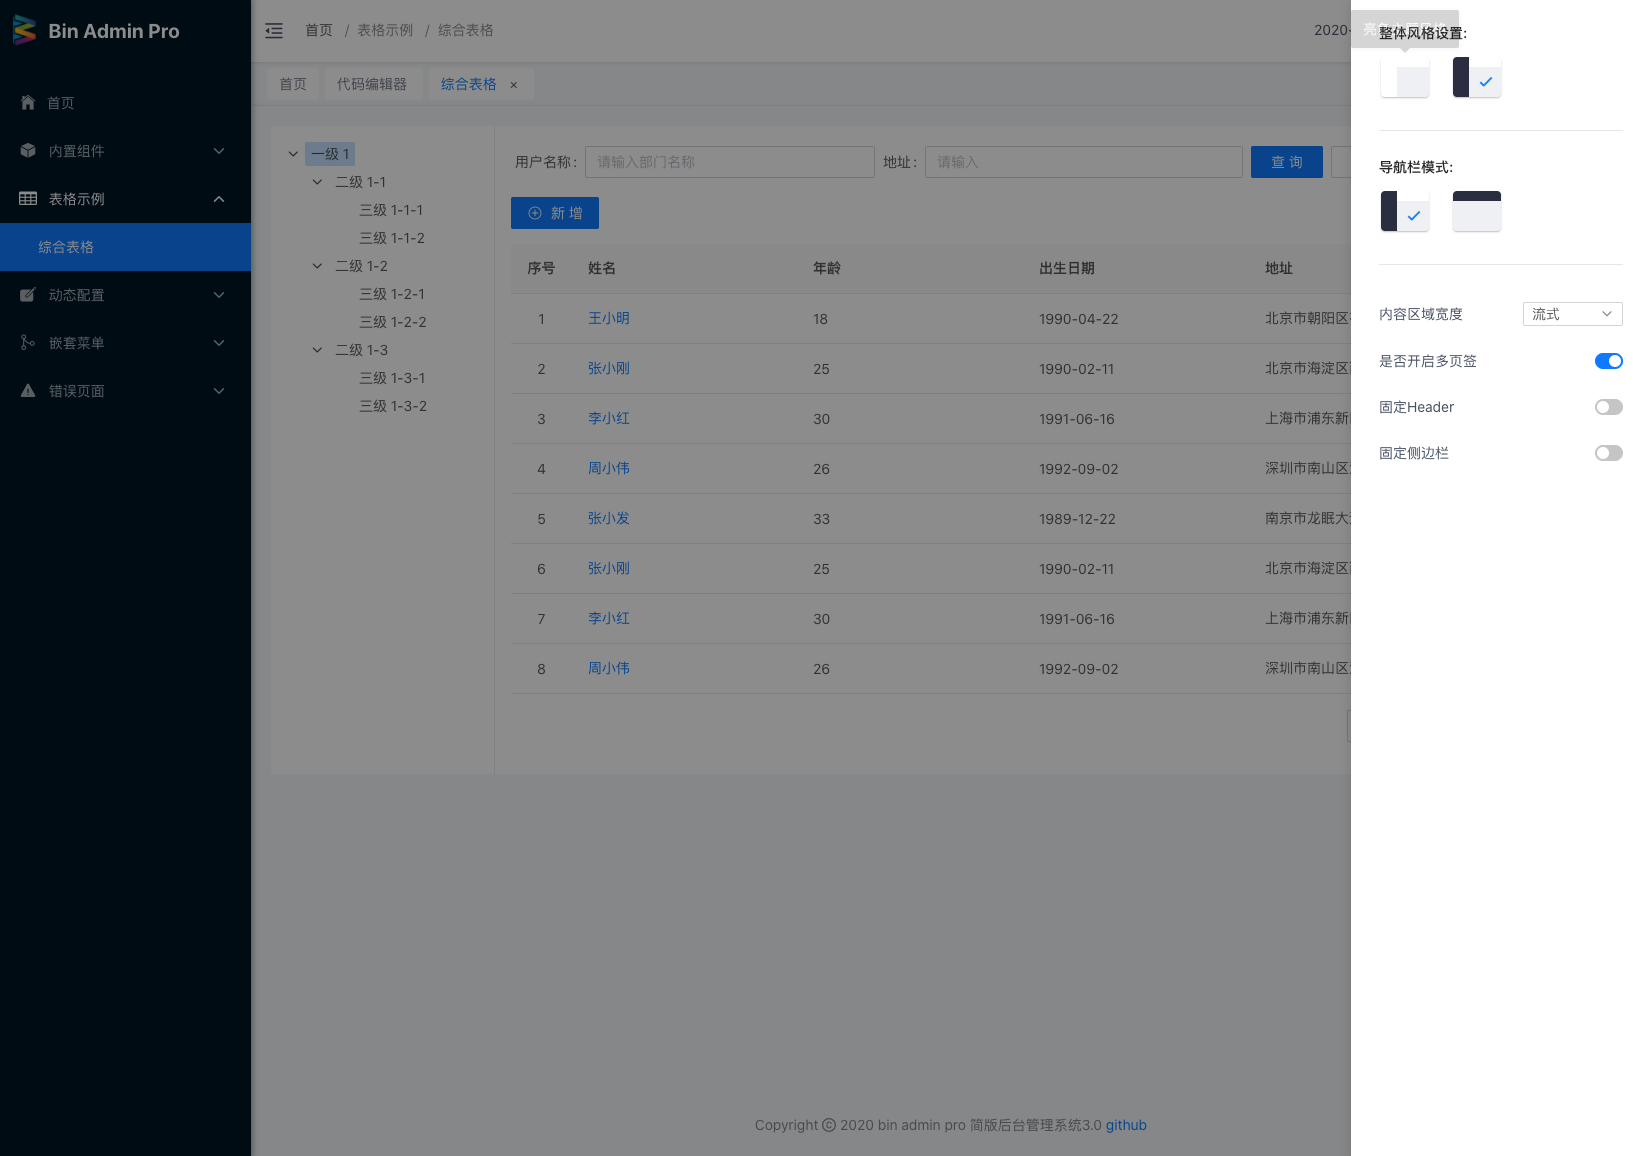 Bin Admin Pro
首页
内置组件
表格示例
综合表格
动态配置
嵌套菜单
错误页面
首页 / 表格示例 / 综合表格
2020-
首页
代码编辑器
综合表格 ×
一级 1
二级 1-1
三级 1-1-1
三级 1-1-2
二级 1-2
三级 1-2-1
三级 1-2-2
二级 1-3
三级 1-3-1
三级 1-3-2
用户名称: 请输入部门名称 地址: 请输入 查 询
新 增
序号 姓名 年龄 出生日期 地址
1 王小明 18 1990-04-22 北京市朝阳区
2 张小刚 25 1990-02-11 北京市海淀区
3 李小红 30 1991-06-16 上海市浦东新
4 周小伟 26 1992-09-02 深圳市南山区
5 张小发 33 1989-12-22 南京市龙眠大
6 张小刚 25 1990-02-11 北京市海淀区
7 李小红 30 1991-06-16 上海市浦东新
8 周小伟 26 1992-09-02 深圳市南山区
Copyright © 2020 bin admin pro 简版后台管理系统3.0 github
整体风格设置:
导航栏模式:
内容区域宽度 流式
是否开启多页签
固定Header
固定侧边栏